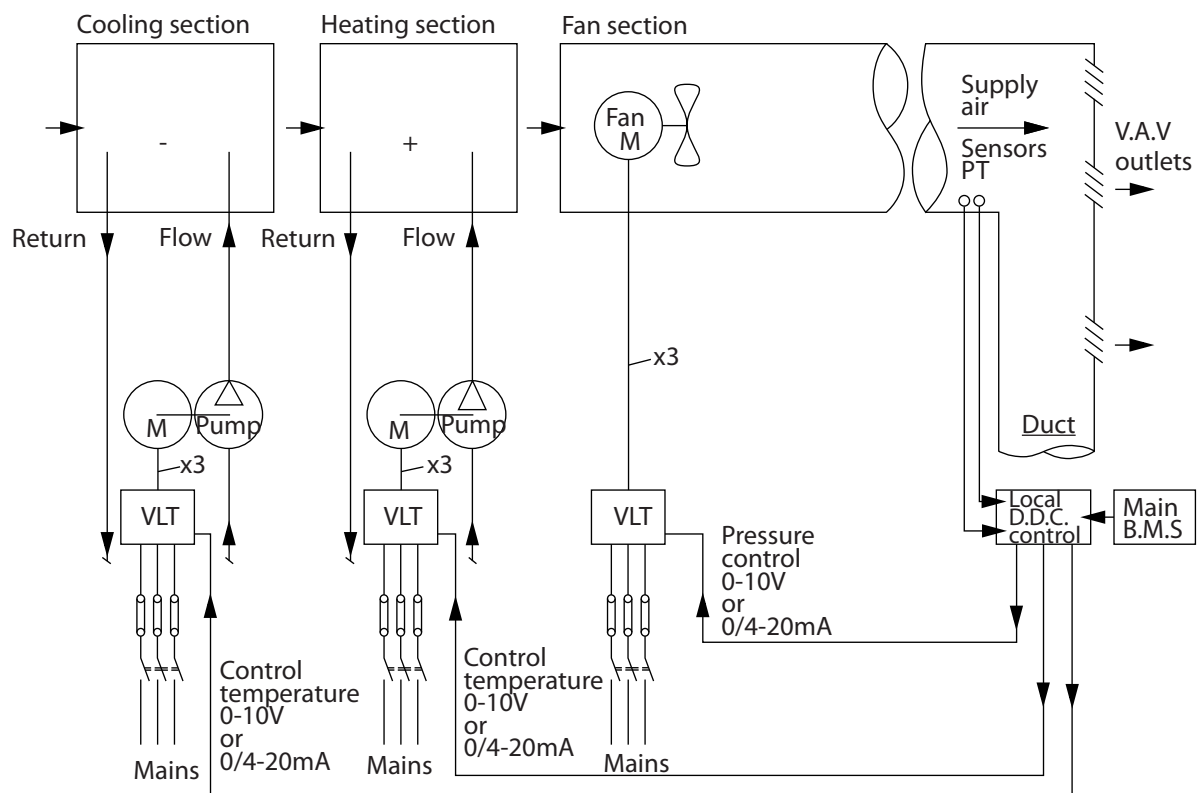 Cooling section
Heating section
Fan section
-
+
Fan
M
Supply
air
Sensors
PT
V.A.V
outlets
Return
Flow
Return
Flow
x3
Duct
M
Pump
M
Pump
x3
x3
VLT
VLT
VLT
Local
D.D.C.
control
Main
B.M.S
Pressure
control
0-10V
or
0/4-20mA
Control
temperature
0-10V
or
0/4-20mA
Control
temperature
0-10V
or
0/4-20mA
Mains
Mains
Mains